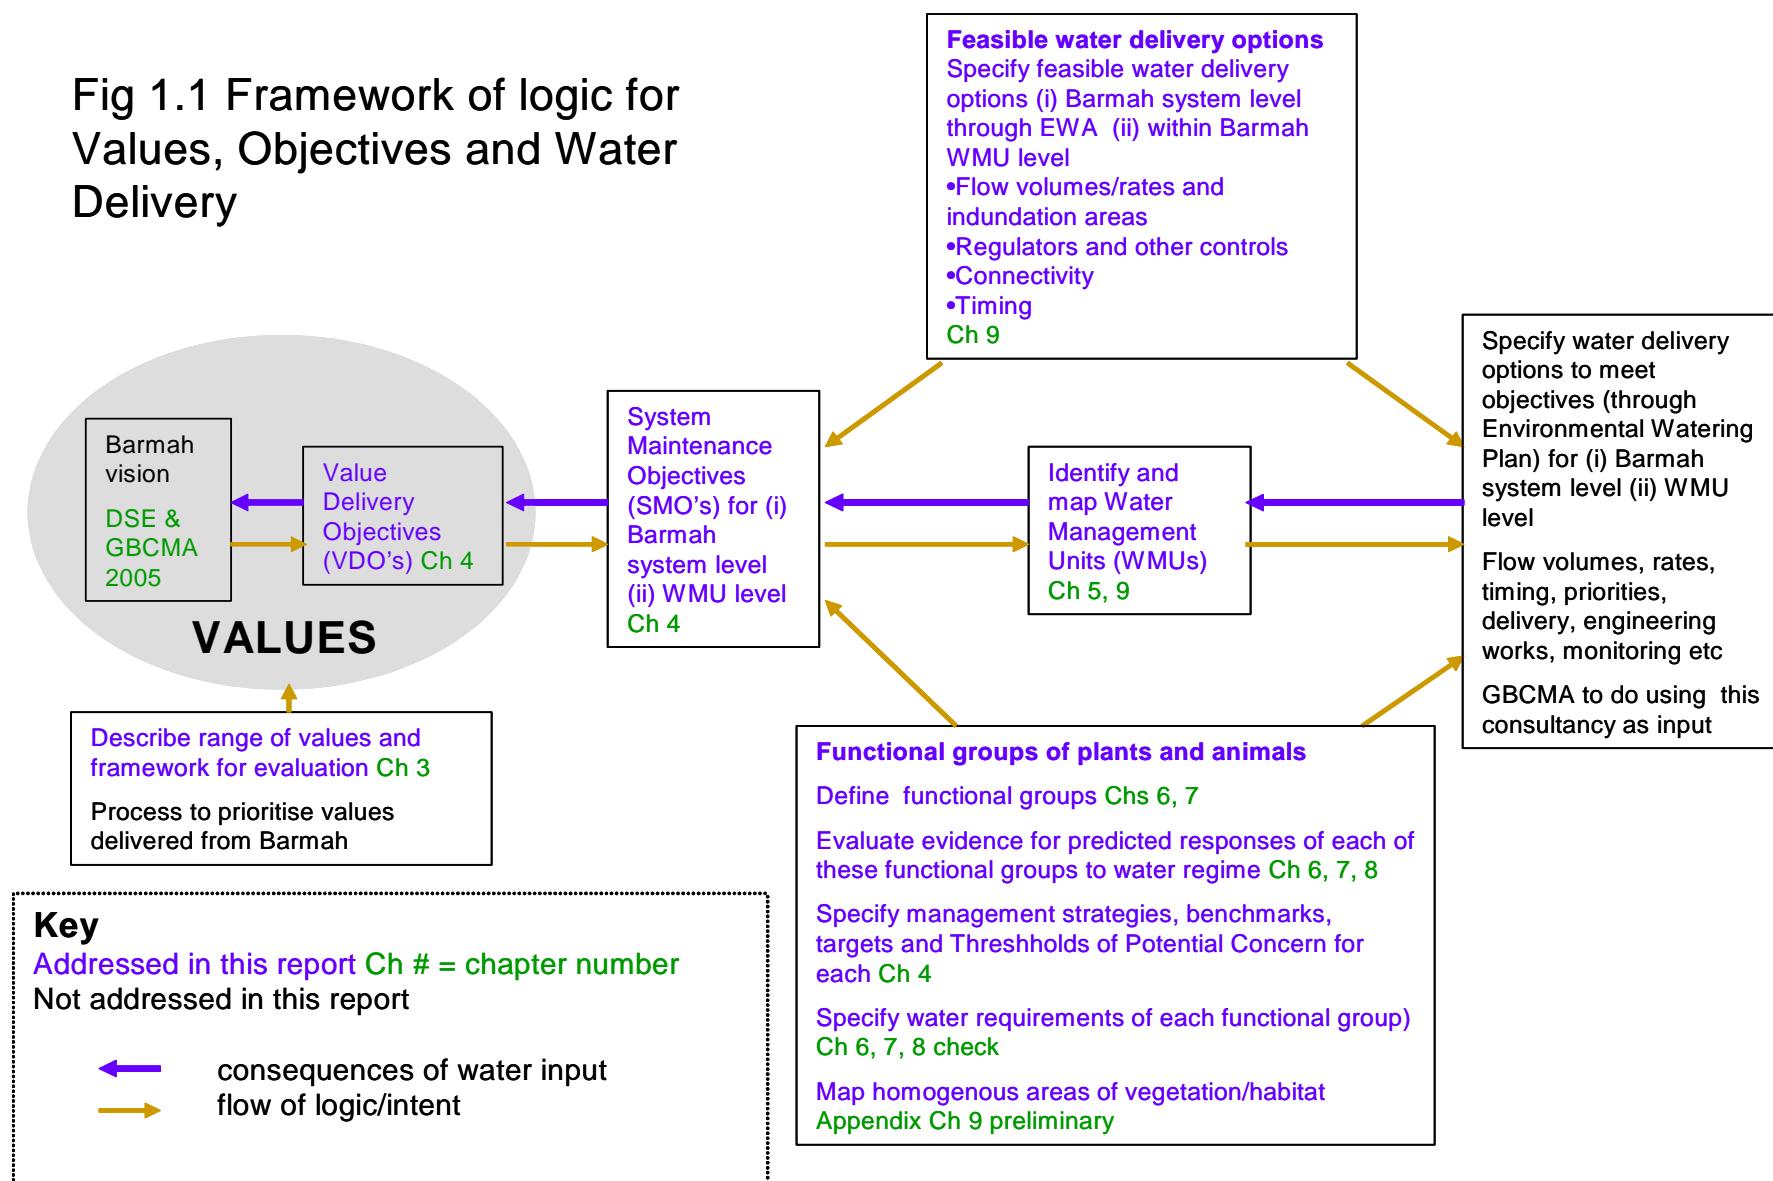 Fig 1.1 Framework of logic for
Values, Objectives and Water
Delivery
Feasible water delivery options
Specify feasible water delivery
options (i) Barmah system level
through EWA (ii) within Barmah
WMU level
•Flow volumes/rates and
indundation areas
•Regulators and other controls
•Connectivity
•Timing
Ch 9
Barmah
vision
DSE &
GBCMA
2005
Value
Delivery
Objectives
(VDO's) Ch 4
VALUES
System
Maintenance
Objectives
(SMO's) for (i)
Barmah
system level
(ii) WMU level
Ch 4
Identify and
map Water
Management
Units (WMUs)
Ch 5, 9
Specify water delivery
options to meet
objectives (through
Environmental Watering
Plan) for (i) Barmah
system level (ii) WMU
level
Flow volumes, rates,
timing, priorities,
delivery, engineering
works, monitoring etc
GBCMA to do using this
consultancy as input
Describe range of values and
framework for evaluation Ch 3
Process to prioritise values
delivered from Barmah
Functional groups of plants and animals
Define functional groups Chs 6, 7
Evaluate evidence for predicted responses of each of
these functional groups to water regime Ch 6, 7, 8
Specify management strategies, benchmarks,
targets and Threshholds of Potential Concern for
each Ch 4
Specify water requirements of each functional group)
Ch 6, 7, 8 check
Map homogenous areas of vegetation/habitat
Appendix Ch 9 preliminary
Key
Addressed in this report Ch # = chapter number
Not addressed in this report
consequences of water input
flow of logic/intent